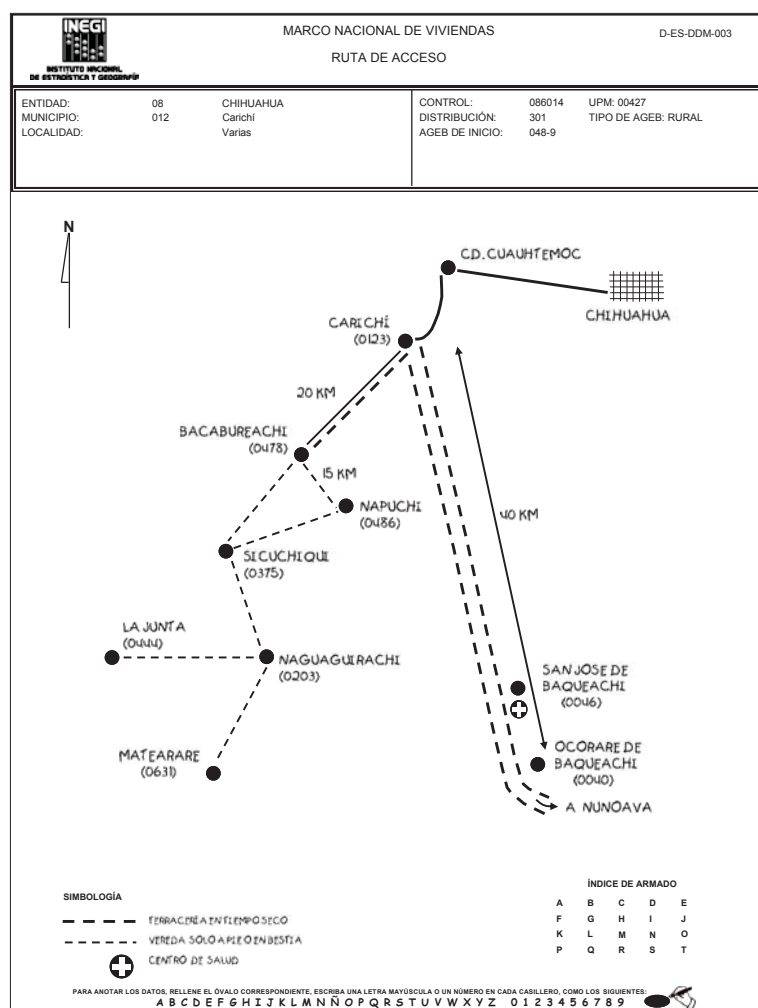 INEGI
INSTITUTO NACIONAL
DE ESTADÍSTICA Y GEOGRAFÍA
MARCO NACIONAL DE VIVIENDAS
RUTA DE ACCESO
D-ES-DDM-003
ENTIDAD: 08 CHIHUAHUA
MUNICIPIO: 012 Carichí
LOCALIDAD: Varias
CONTROL: 086014 UPM: 00427
DISTRIBUCIÓN: 301 TIPO DE AGEB: RURAL
AGEB DE INICIO: 048-9
N
CD. CUAUHTEMOC
CHIHUAHUA
CARICHÍ
(0123)
20 KM
BACABUREACHI
(0478)
15 KM
NAPUCHI
(0486)
40 KM
SICUCHIQUI
(0375)
LA JUNTA
(0444)
NAGUAGUIRACHI
(0203)
SAN JOSE DE
BAQUEACHI
(0046)
MATEARARE
(0631)
OCORARE DE
BAQUEACHI
(0040)
A NUNOAVA
SIMBOLOGÍA
TERRACERÍA EN TIEMPO SECO
VEREDA SOLO A PIE O EN BESTIA
CENTRO DE SALUD
ÍNDICE DE ARMADO
A B C D E
F G H I J
K L M N O
P Q R S T
PARA ANOTAR LOS DATOS, RELLENE EL ÓVALO CORRESPONDIENTE, ESCRIBA UNA LETRA MAYÚSCULA O UN NÚMERO EN CADA CASILLERO, COMO LOS SIGUIENTES:
A B C D E F G H I J K L M N Ñ O P Q R S T U V W X Y Z 0 1 2 3 4 5 6 7 8 9